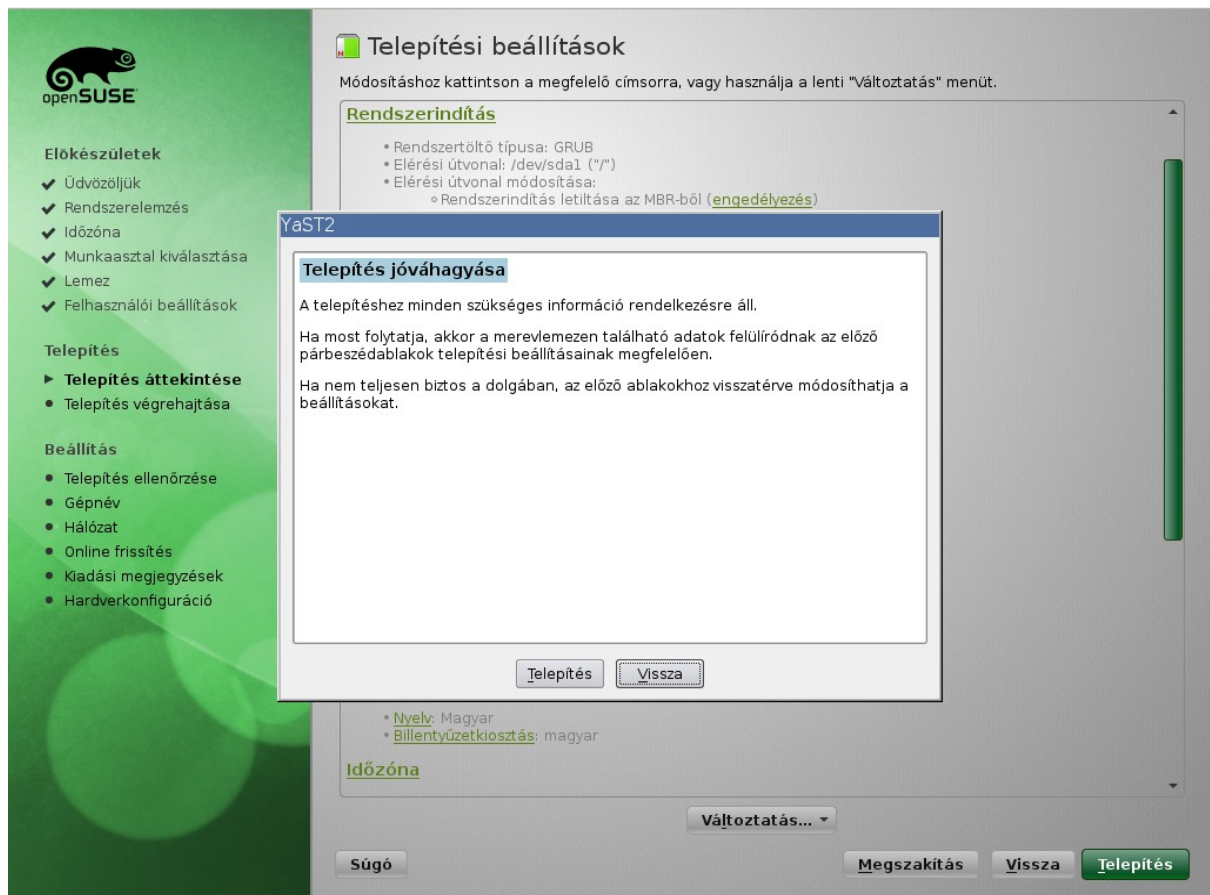 openSUSE
Előkészületek
Üdvözöljük
Rendszerelemzés
Időzóna
Munkaasztal kiválasztása
Lemez
Felhasználói beállítások
Telepítés
Telepítés áttekintése
Telepítés végrehajtása
Beállítás
Telepítés ellenőrzése
Gépnév
Hálózat
Online frissítés
Kiadási megjegyzések
Hardverkonfiguráció
Telepítési beállítások
Módosításhoz kattintson a megfelelő címsorra, vagy használja a lenti "Változtatás" menüt.
Rendszerindítás
• Rendszertöltő típusa: GRUB
• Elérési útvonal: /dev/sda1 ("/")
• Elérési útvonal módosítása:
Rendszerindítás letiltása az MBR-ből (engedélyezés)
YaST2
Telepítés jóváhagyása
A telepítéshez minden szükséges információ rendelkezésre áll.
Ha most folytatja, akkor a merevlemezen található adatok felülíródnak az előző
párbeszédablakok telepítési beállításainak megfelelően.
Ha nem teljesen biztos a dolgában, az előző ablakokhoz visszatérve módosíthatja a
beállításokat.
Telepítés
Vissza
• Nyelv: Magyar
• Billentyűzetkiosztás: magyar
Időzóna
Változtatás...
Súgó
Megszakítás
Vissza
Telepítés